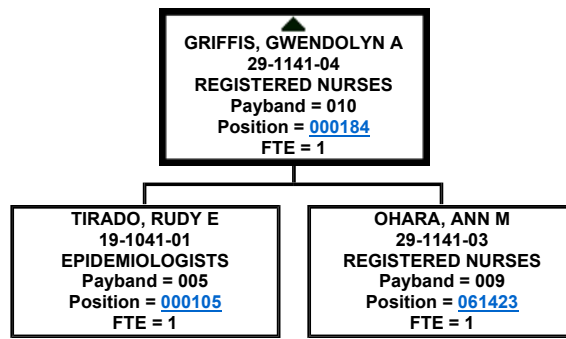 GRIFFIS, GWENDOLYN A
29-1141-04
REGISTERED NURSES
Payband = 010
Position = 000184
FTE = 1
TIRADO, RUDY E
19-1041-01
EPIDEMIOLOGISTS
Payband = 005
Position = 000105
FTE = 1
OHARA, ANN M
29-1141-03
REGISTERED NURSES
Payband = 009
Position = 061423
FTE = 1